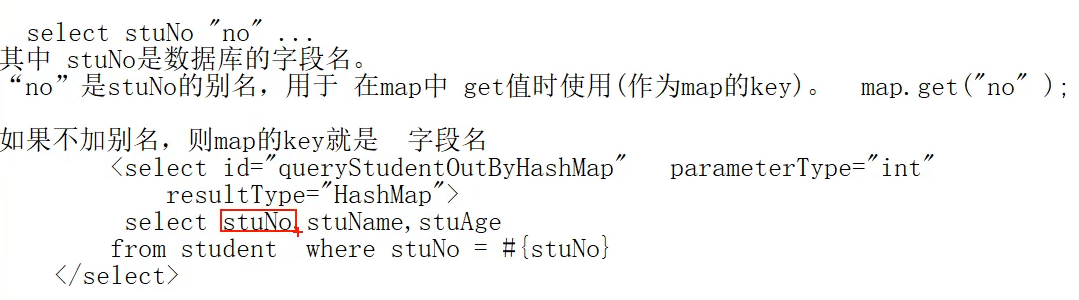 select stuNo "no" ...
其中 stuNo是数据库的字段名。
“no”是stuNo的别名，用于 在map中 get值时使用(作为map的key)。 map.get("no" );
如果不加别名，则map的key就是 字段名
<select id="queryStudentOutByHashMap" parameterType="int"
resultType="HashMap">
select stuNo,stuName,stuAge
from student where stuNo = #{stuNo}
</select>